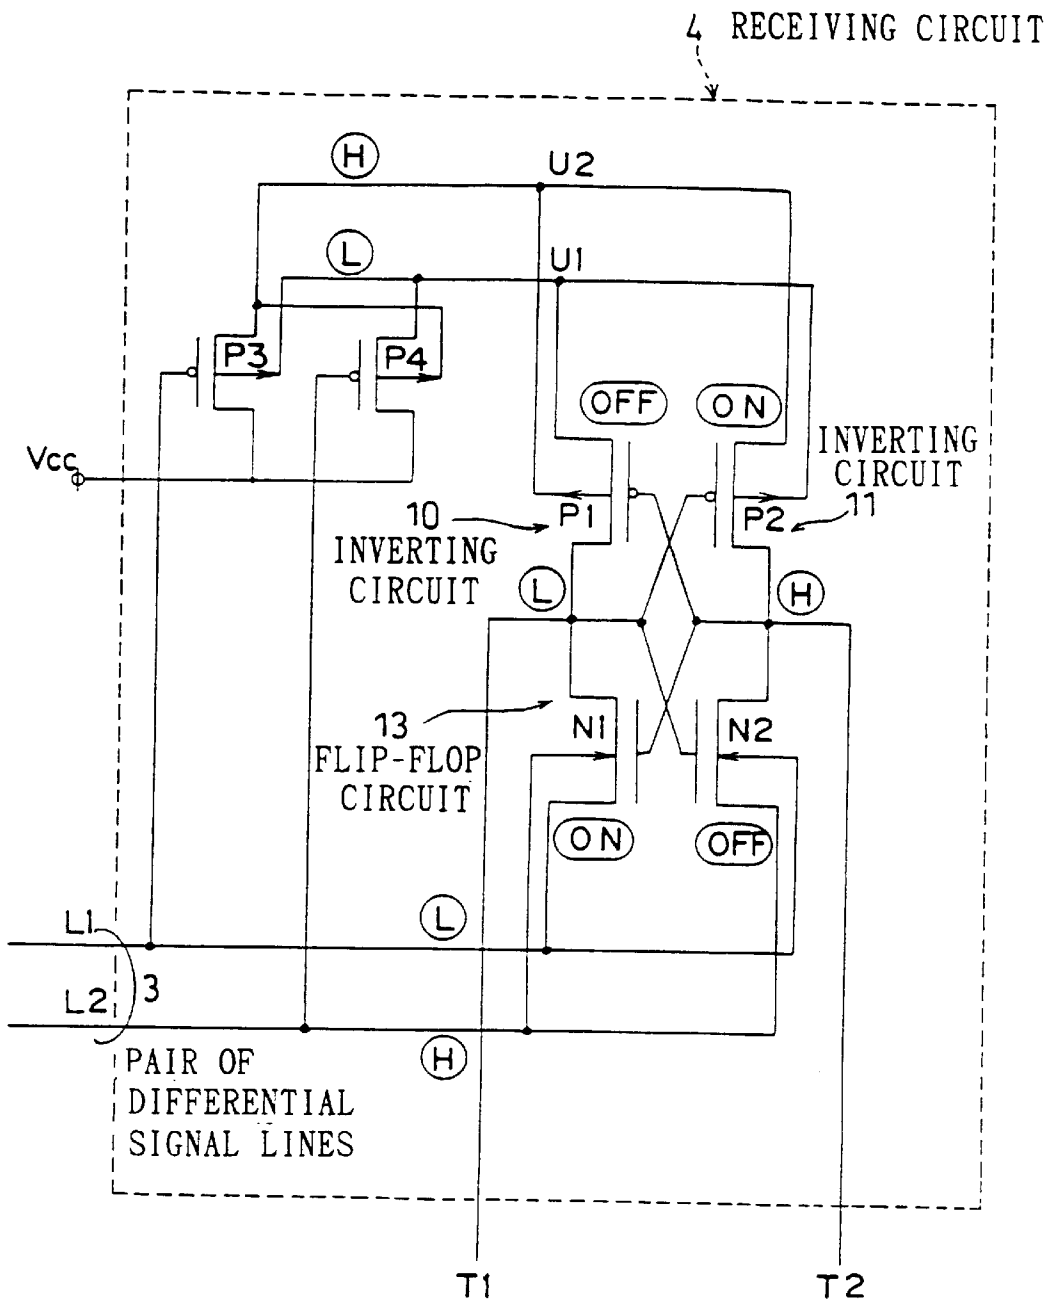 4 RECEIVING CIRCUIT
H
U2
L
U1
P3
P4
OFF
ON
Vcc
INVERTING
CIRCUIT
11
P1
P2
10
INVERTING
CIRCUIT
L
H
13
FLIP-FLOP
CIRCUIT
N1
N2
ON
OFF
L1
L
3
L2
H
PAIR OF
DIFFERENTIAL
SIGNAL LINES
T1
T2